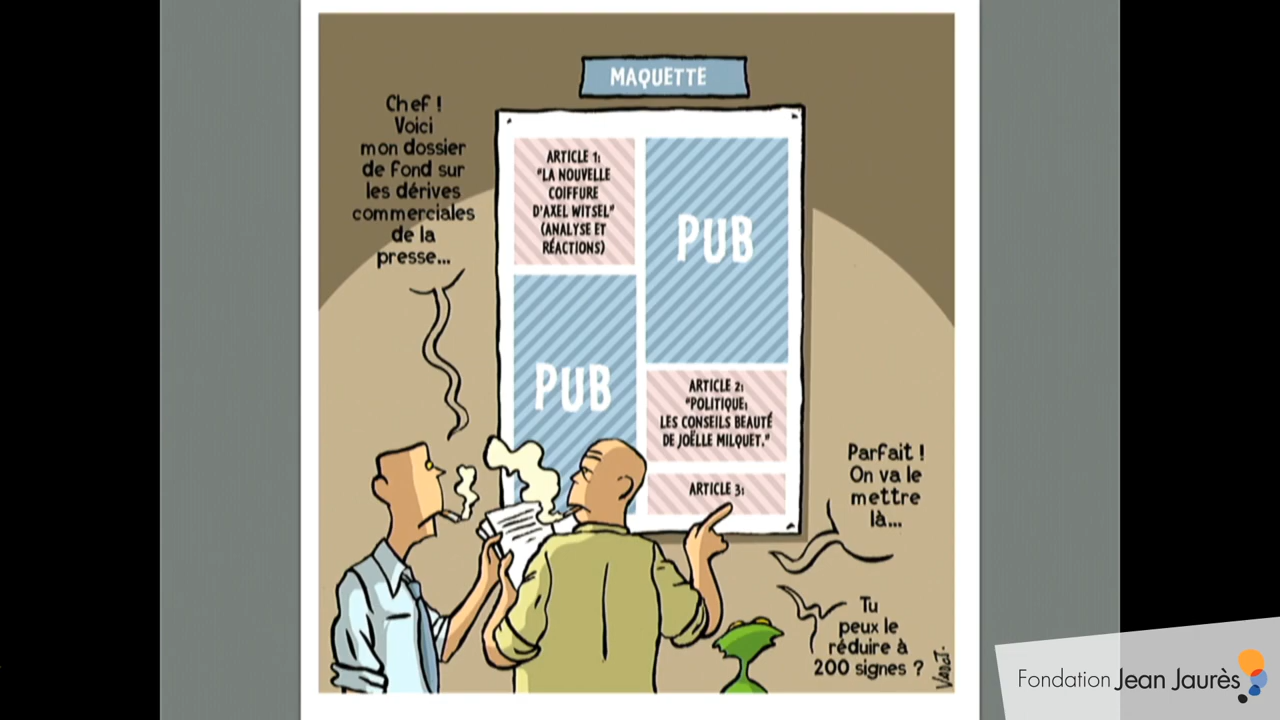 MAQUETTE
Chef !
Voici
mon dossier
de fond sur
les dérives
commerciales
de la
presse...
ARTICLE 1:
"LA NOUVELLE
COIFFURE
D'AXEL WITSEL"
(ANALYSE ET
RÉACTIONS)
PUB
PUB
ARTICLE 2:
"POLITIQUE:
LES CONSEILS BEAUTÉ
DE JOËLLE MILQUET."
ARTICLE 3:
Parfait !
On va le
mettre
là...
Tu
peux le
réduire à
200 signes ?
VADOT.
Fondation Jean Jaurès